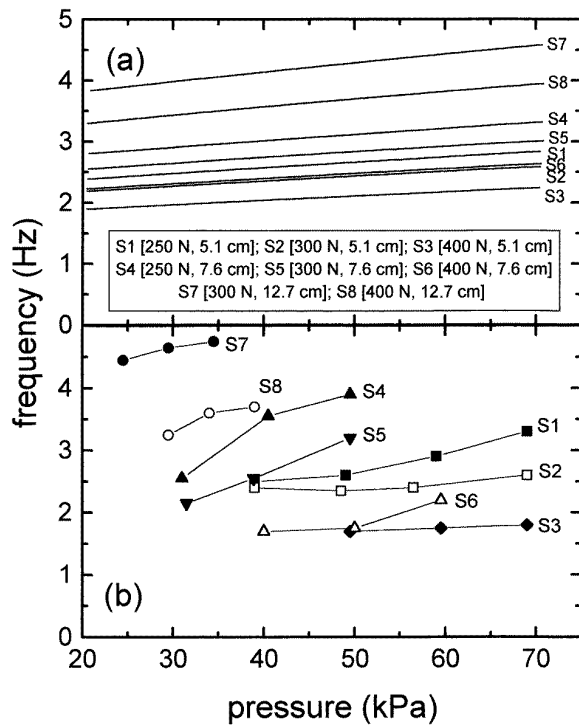 5
(a)
S7
4
S8
S4
3
S5
S1
S6
S2
2
S3
S1 [250 N, 5.1 cm]; S2 [300 N, 5.1 cm]; S3 [400 N, 5.1 cm]
1
S4 [250 N, 7.6 cm]; S5 [300 N, 7.6 cm]; S6 [400 N, 7.6 cm]
S7 [300 N, 12.7 cm]; S8 [400 N, 12.7 cm]
0
frequency (Hz)
S7
4
S8
S4
S1
3
S5
S2
S6
2
S3
1
(b)
0
20 30 40 50 60 70
pressure (kPa)